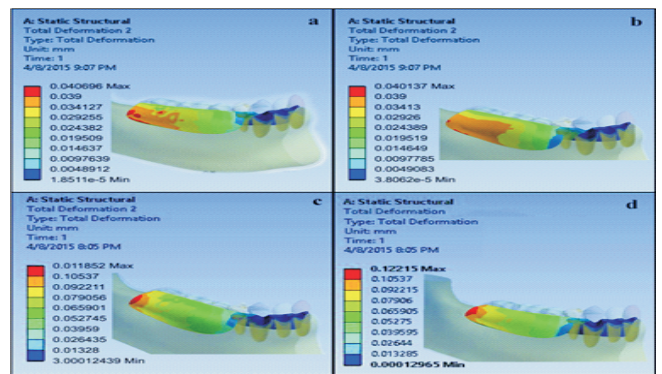 A: Static Structural
Total Deformation 2
Type: Total Deformation
Unit: mm
Time: 1
4/8/2015 9:07 PM
a
0.040696 Max
0.039
0.034127
0.029255
0.024382
0.019509
0.014637
0.0097639
0.0048912
1.8511e-5 Min
A: Static Structural
Total Deformation 2
Type: Total Deformation
Unit: mm
Time: 1
4/8/2015 9:07 PM
b
0.040137 Max
0.039
0.03413
0.02926
0.024389
0.019519
0.014649
0.0097785
0.0049083
3.8062e-5 Min
A: Static Structural
Total Deformation 2
Type: Total Deformation
Unit: mm
Time: 1
4/8/2015 8:05 PM
c
0.011852 Max
0.10537
0.092211
0.079056
0.065901
0.052745
0.03959
0.026435
0.01328
3.00012439 Min
A: Static Structural
Total Deformation
Type: Total Deformation
Unit: mm
Time: 1
4/8/2015 8:05 PM
d
0.12215 Max
0.10537
0.092215
0.07906
0.065905
0.05275
0.039595
0.02644
0.013285
0.00012965 Min